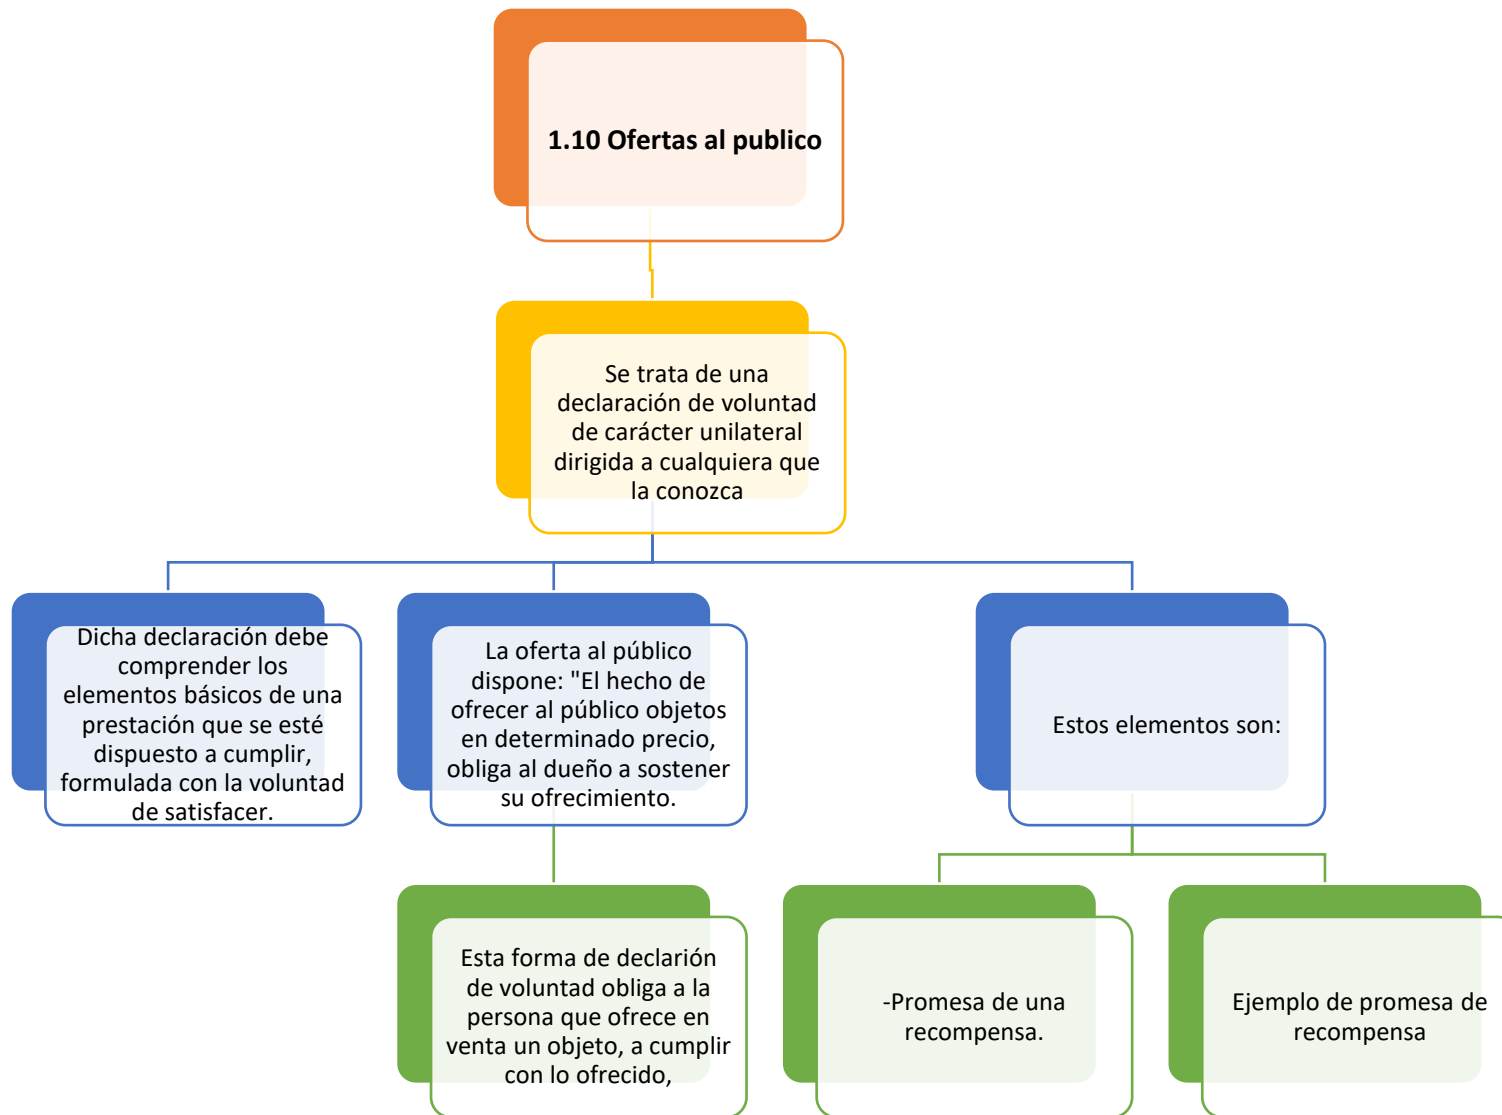 1.10 Ofertas al publico
Se trata de una
declaración de voluntad
de carácter unilateral
dirigida a cualquiera que
la conozca
Dicha declaración debe
comprender los
elementos básicos de una
prestación que se esté
dispuesto a cumplir,
formulada con la voluntad
de satisfacer.
La oferta al público
dispone: "El hecho de
ofrecer al público objetos
en determinado precio,
obliga al dueño a sostener
su ofrecimiento.
Estos elementos son:
Esta forma de declarión
de voluntad obliga a la
persona que ofrece en
venta un objeto, a cumplir
con lo ofrecido,
-Promesa de una
recompensa.
Ejemplo de promesa de
recompensa